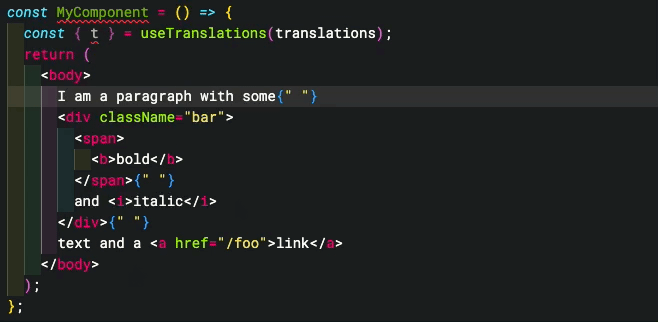 const MyComponent = () => {
const { t } = useTranslations(translations);
return (
<body>
I am a paragraph with some{" "}
<div className="bar">
<span>
<b>bold</b>
</span>{" "}
and <i>italic</i>
</div>{" "}
text and a <a href="/foo">link</a>
</body>
);
};